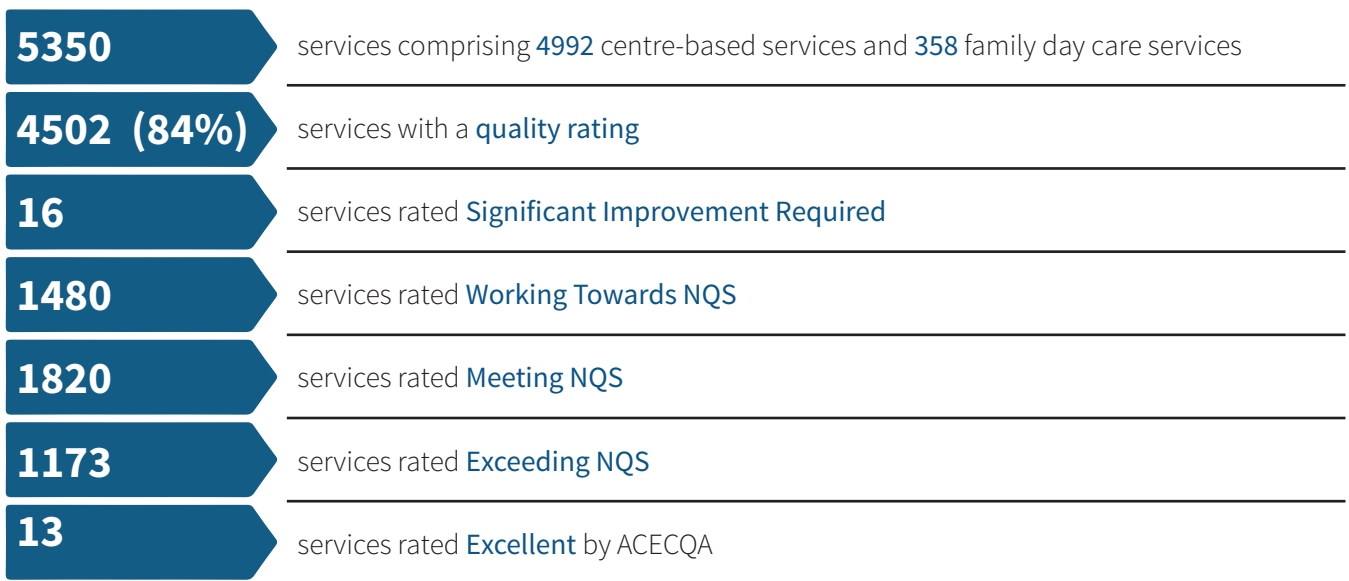 5350 services comprising 4992 centre-based services and 358 family day care services
4502 (84%) services with a quality rating
16 services rated Significant Improvement Required
1480 services rated Working Towards NQS
1820 services rated Meeting NQS
1173 services rated Exceeding NQS
13 services rated Excellent by ACECQA